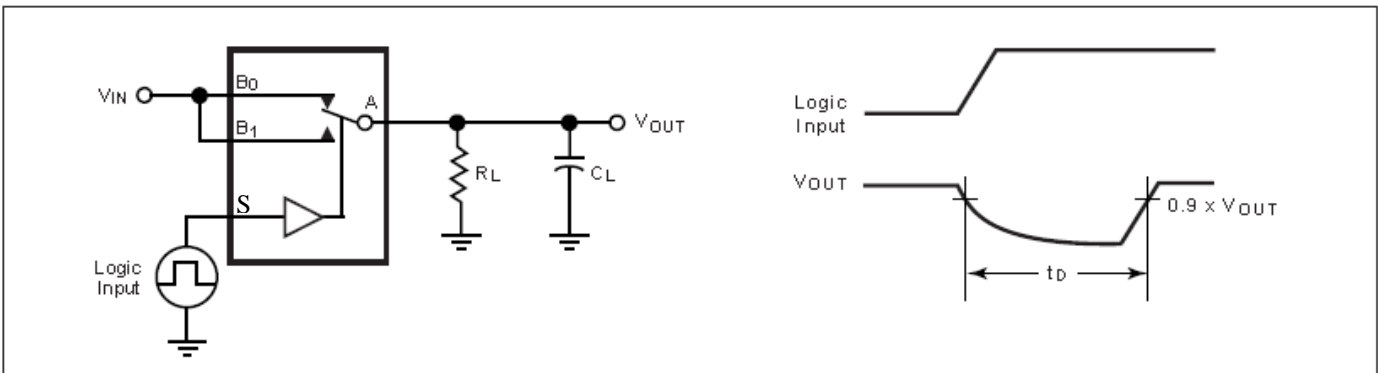 VIN
B0
B1
A
S
Logic
Input
RL
CL
VOUT
Logic
Input
VOUT
0.9 x VOUT
tD